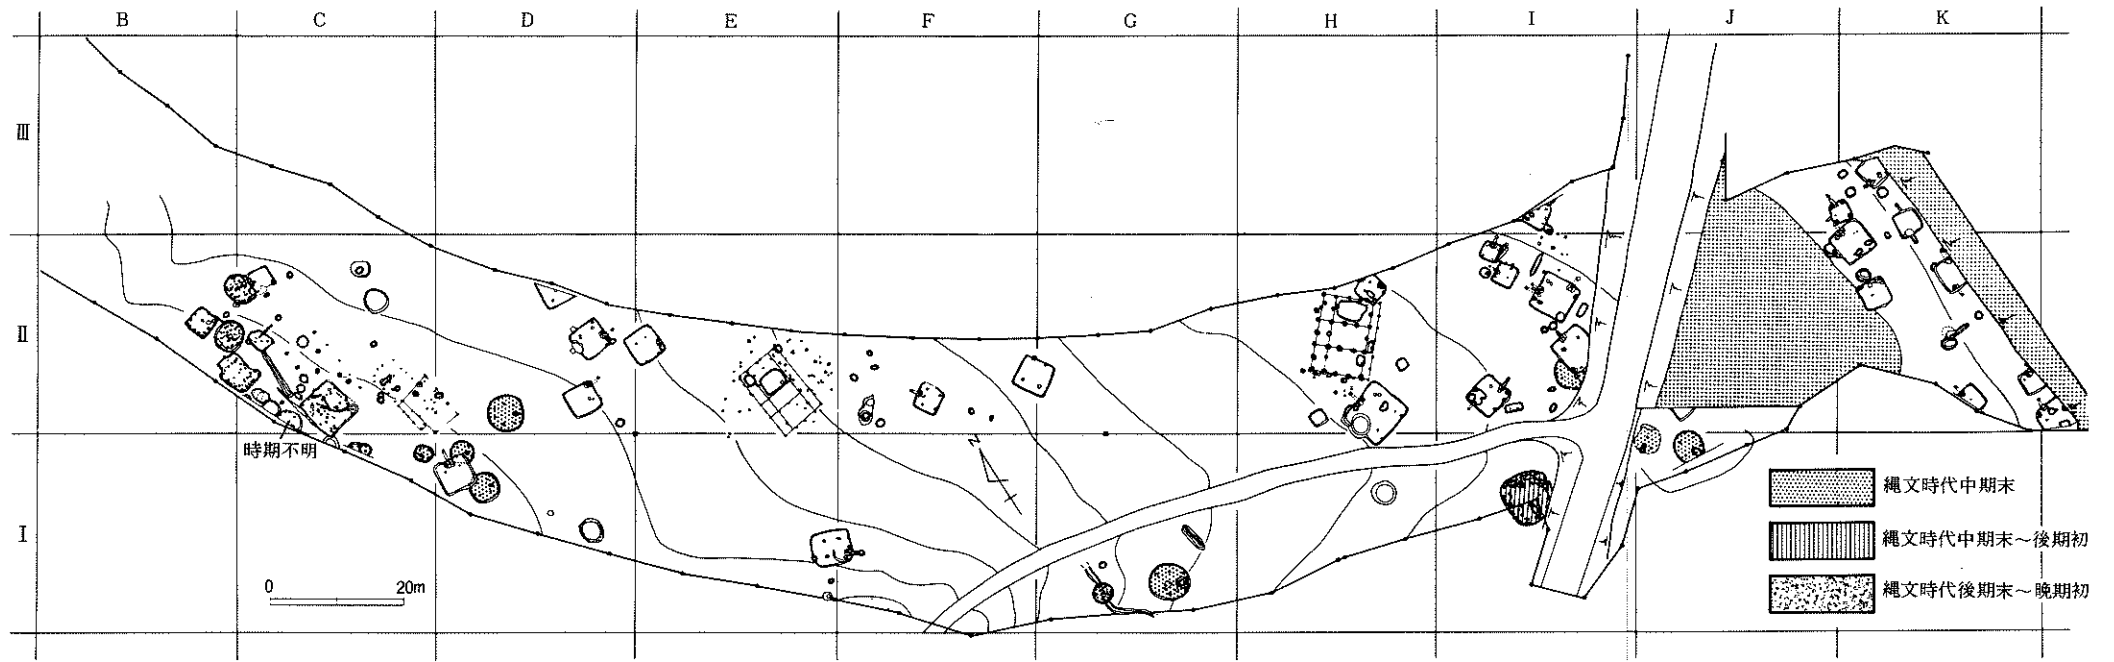 B C D E F G H I J K
III
II
I
時期不明
N
0 20m
縄文時代中期末
縄文時代中期末～後期初
縄文時代後期末～晩期初